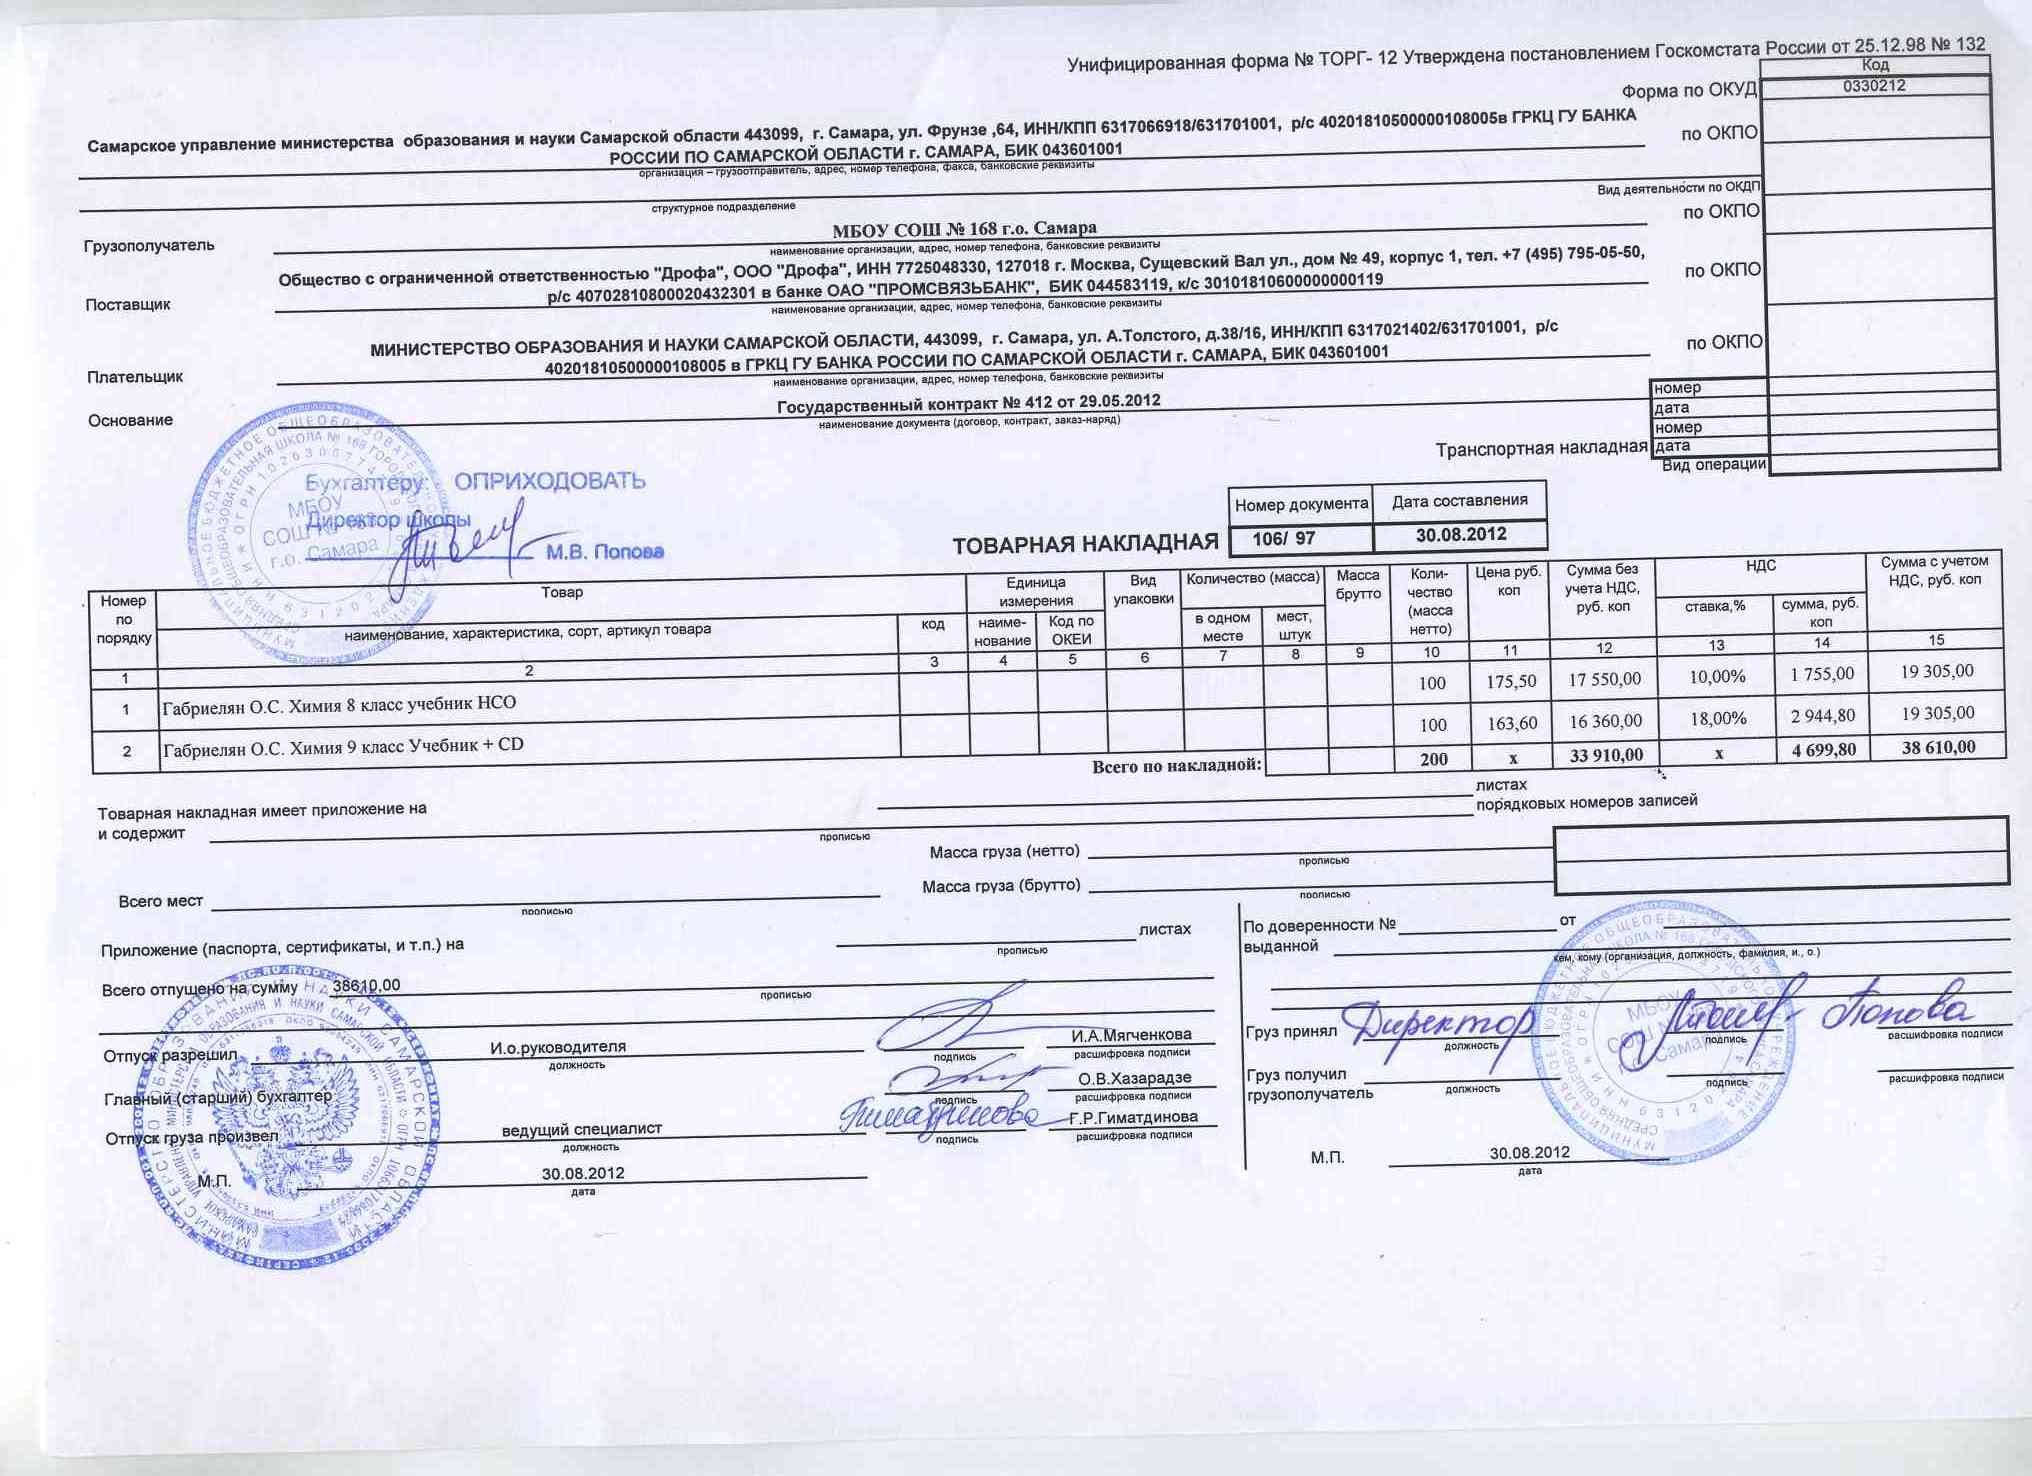 Унифицированная форма № ТОРГ- 12 Утверждена постановлением Госкомстата России от 25.12.98 № 132
Код
Форма по ОКУД 0330212
Самарское управление министерства образования и науки Самарской области 443099, г. Самара, ул. Фрунзе ,64, ИНН/КПП 6317066918/631701001, р/с 40201810500000108005в ГРКЦ ГУ БАНКА
РОССИИ ПО САМАРСКОЙ ОБЛАСТИ г. САМАРА, БИК 043601001
по ОКПО
организация – грузоотправитель, адрес, номер телефона, факса, банковские реквизиты
Вид деятельности по ОКДП
структурное подразделение
по ОКПО
Грузополучатель МБОУ СОШ № 168 г.о. Самара
наименование организации, адрес, номер телефона, банковские реквизиты
Общество с ограниченной ответственностью "Дрофа", ООО "Дрофа", ИНН 7725048330, 127018 г. Москва, Сущевский Вал ул., дом № 49, корпус 1, тел. +7 (495) 795-05-50,
Поставщик р/с 40702810800020432301 в банке ОАО "ПРОМСВЯЗЬБАНК", БИК 044583119, к/с 30101810600000000119
по ОКПО
наименование организации, адрес, номер телефона, банковские реквизиты
МИНИСТЕРСТВО ОБРАЗОВАНИЯ И НАУКИ САМАРСКОЙ ОБЛАСТИ, 443099, г. Самара, ул. А.Толстого, д.38/16, ИНН/КПП 6317021402/631701001, р/с
Плательщик 40201810500000108005 в ГРКЦ ГУ БАНКА РОССИИ ПО САМАРСКОЙ ОБЛАСТИ г. САМАРА, БИК 043601001
по ОКПО
наименование организации, адрес, номер телефона, банковские реквизиты
Основание Государственный контракт № 412 от 29.05.2012
наименование документа (договор, контракт, заказ-наряд)
номер
дата
номер
Транспортная накладная дата
Вид операции
Бухгалтеру: ОПРИХОДОВАТЬ
Директор школы
М.В. Попова
МБОУ
СОШ № 168
г.о. Самара
Номер документа Дата составления
ТОВАРНАЯ НАКЛАДНАЯ 106/ 97 30.08.2012
Номер по порядку Товар Единица измерения Вид упаковки Количество (масса) Масса брутто Коли-чество (масса нетто) Цена руб. коп Сумма без учета НДС, руб. коп НДС Сумма с учетом НДС, руб. коп
наименование, характеристика, сорт, артикул товара код наиме-нование Код по ОКЕИ в одном месте мест, штук ставка,% сумма, руб. коп
1 2 3 4 5 6 7 8 9 10 11 12 13 14 15
1 Габриелян О.С. Химия 8 класс учебник НСО 100 175,50 17 550,00 10,00% 1 755,00 19 305,00
2 Габриелян О.С. Химия 9 класс Учебник + CD 100 163,60 16 360,00 18,00% 2 944,80 19 305,00
Всего по накладной: 200 x 33 910,00 x 4 699,80 38 610,00
Товарная накладная имеет приложение на листах
и содержит порядковых номеров записей
прописью
Масса груза (нетто)
прописью
Всего мест Масса груза (брутто)
прописью прописью
Приложение (паспорта, сертификаты, и т.п.) на листах
прописью
Всего отпущено на сумму 38610,00
прописью
Отпуск разрешил И.о.руководителя И.А.Мягченкова
должность подпись расшифровка подписи
Главный (старший) бухгалтер О.В.Хазарадзе
подпись расшифровка подписи
Отпуск груза произвел ведущий специалист Гиматдинова Г.Р.Гиматдинова
должность подпись расшифровка подписи
М.П. 30.08.2012
дата
По доверенности № от
выданной
кем, кому (организация, должность, фамилия, и., о.)
Груз принял Директор Попова
должность подпись расшифровка подписи
Груз получил
грузополучатель
должность подпись расшифровка подписи
МБОУ
СОШ №
Самара
М.П. 30.08.2012
дата